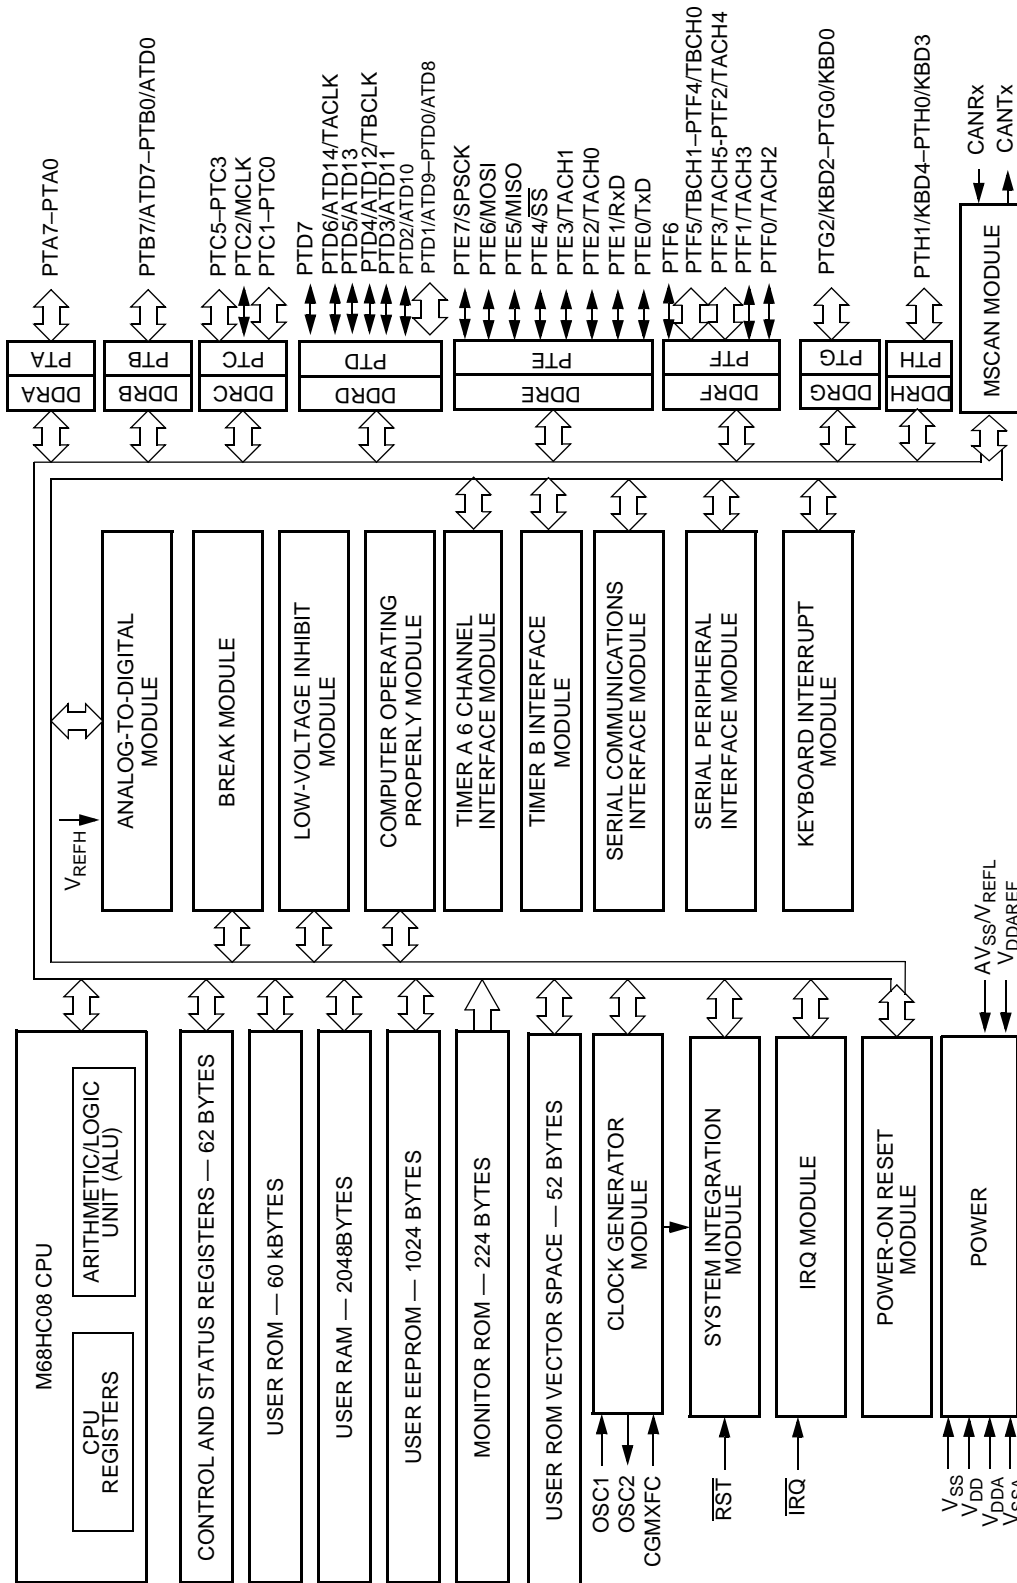 M68HC08 CPU
CPU
REGISTERS
ARITHMETIC/LOGIC
UNIT (ALU)
CONTROL AND STATUS REGISTERS — 62 BYTES
USER ROM — 60 kBYTES
USER RAM — 2048BYTES
USER EEPROM — 1024 BYTES
MONITOR ROM — 224 BYTES
USER ROM VECTOR SPACE — 52 BYTES
OSC1
OSC2
CGMXFC
CLOCK GENERATOR
MODULE
RST
SYSTEM INTEGRATION
MODULE
IRQ
IRQ MODULE
POWER-ON RESET
MODULE
VSS
VDD
VDDA
VSSA
POWER
AVSS/VREFL
VDDAREF
VREFH
ANALOG-TO-DIGITAL
MODULE
BREAK MODULE
LOW-VOLTAGE INHIBIT
MODULE
COMPUTER OPERATING
PROPERLY MODULE
TIMER A 6 CHANNEL
INTERFACE MODULE
TIMER B INTERFACE
MODULE
SERIAL COMMUNICATIONS
INTERFACE MODULE
SERIAL PERIPHERAL
INTERFACE MODULE
KEYBOARD INTERRUPT
MODULE
DDRA
PTA
PTA7–PTA0
DDRB
PTB
PTB7/ATD7–PTB0/ATD0
DDRC
PTC
PTC5–PTC3
PTC2/MCLK
PTC1–PTC0
DDRD
PTD
PTD7
PTD6/ATD14/TACLK
PTD5/ATD13
PTD4/ATD12/TBCLK
PTD3/ATD11
PTD2/ATD10
PTD1/ATD9–PTD0/ATD8
DDRE
PTE
PTE7/SPSCK
PTE6/MOSI
PTE5/MISO
PTE4/SS
PTE3/TACH1
PTE2/TACH0
PTE1/RxD
PTE0/TxD
DDRF
PTF
PTF6
PTF5/TBCH1–PTF4/TBCH0
PTF3/TACH5-PTF2/TACH4
PTF1/TACH3
PTF0/TACH2
DDRG
PTG
PTG2/KBD2–PTG0/KBD0
DDRH
PTH
PTH1/KBD4–PTH0/KBD3
MSCAN MODULE
CANRx
CANTx